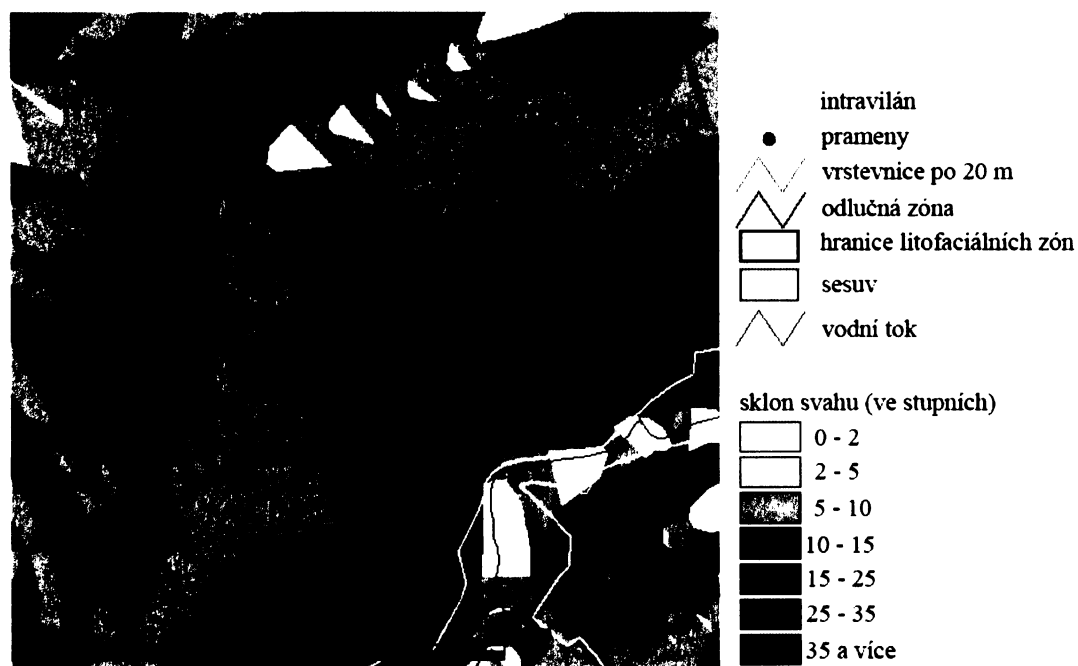 intravilán
prameny
vrstevnice po 20 m
odlučná zóna
hranice litofaciálních zón
sesuv
vodní tok
sklon svahu (ve stupních)
0 - 2
2 - 5
5 - 10
10 - 15
15 - 25
25 - 35
35 a více